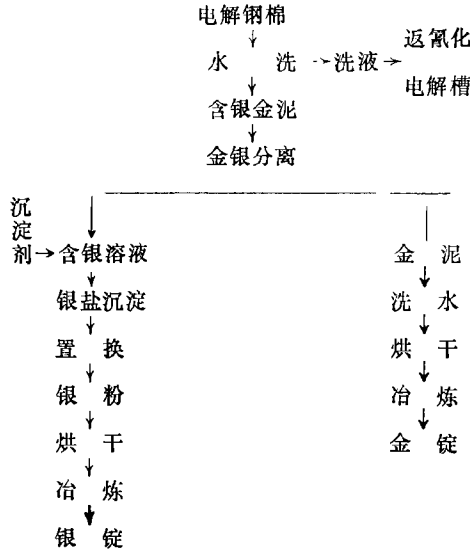 电解钢棉
水洗 → 洗液 → 返氰化
电解槽
含银金泥
金银分离
沉淀剂 → 含银溶液
银盐沉淀
置换
银粉
烘干
冶炼
银锭
金泥
洗水
烘干
冶炼
金锭